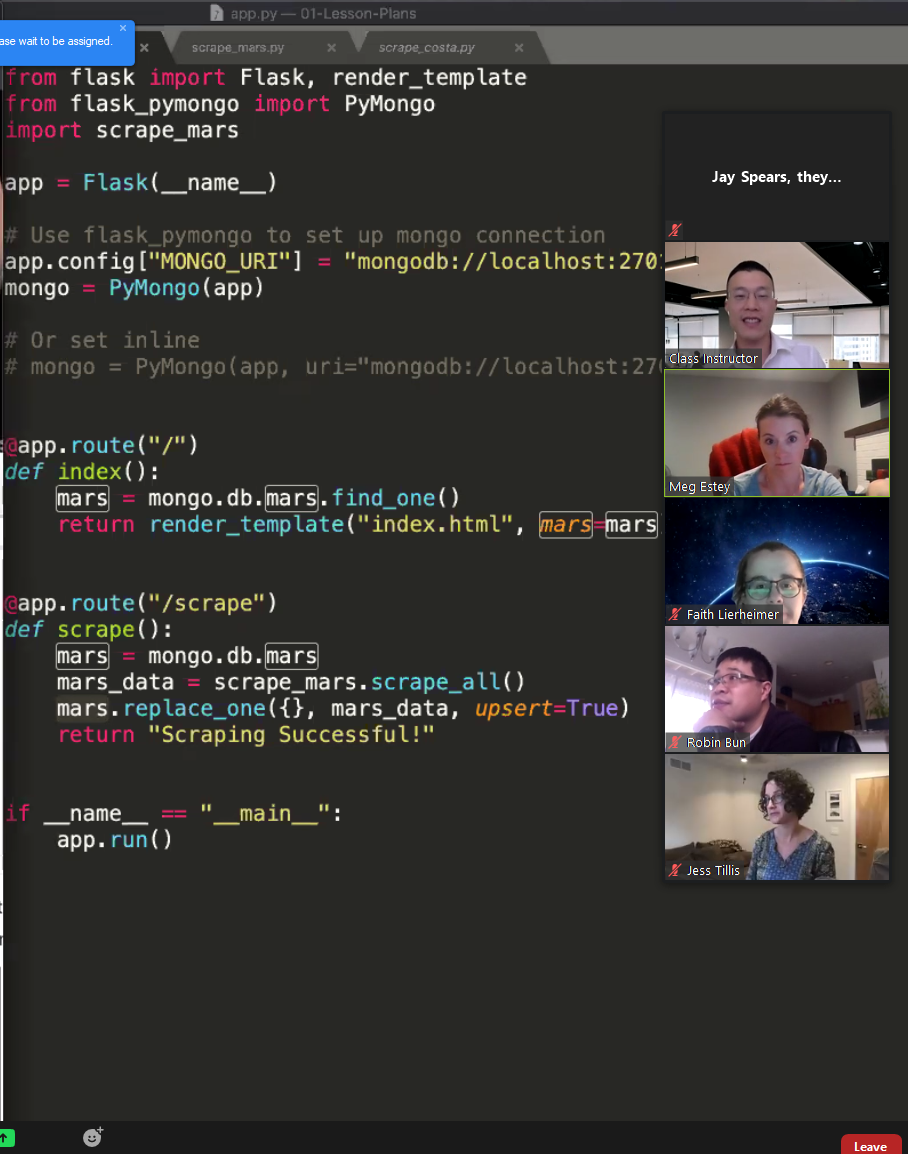 app.py — 01-Lesson-Plans
ase wait to be assigned.
scrape_mars.py
scrape_costa.py
from flask import Flask, render_template
from flask_pymongo import PyMongo
import scrape_mars
app = Flask(__name__)
# Use flask_pymongo to set up mongo connection
app.config["MONGO_URI"] = "mongodb://localhost:270
mongo = PyMongo(app)
# Or set inline
# mongo = PyMongo(app, uri="mongodb://localhost:27
@app.route("/")
def index():
mars = mongo.db.mars.find_one()
return render_template("index.html", mars=mars
@app.route("/scrape")
def scrape():
mars = mongo.db.mars
mars_data = scrape_mars.scrape_all()
mars.replace_one({}, mars_data, upsert=True)
return "Scraping Successful!"
if __name__ == "__main__":
app.run()
Jay Spears, they...
Class Instructor
Meg Estey
Faith Lierheimer
Robin Bun
Jess Tillis
Leave